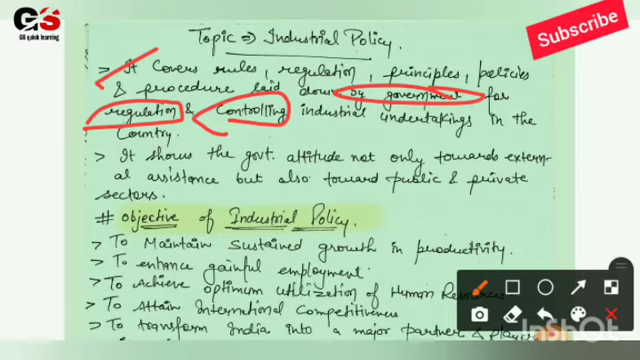 GS
GS quick learning
Subscribe
Topic ⇒ Industrial Policy.
> It covers rules, regulation, principles, policies
& procedure laid down by government for
regulation & controlling industrial undertakings in the
Country.
> It shows the govt. attitude not only towards extern-
al assistance but also toward public & private
sectors.
# Objective of Industrial Policy.
> To Maintain Sustained growth in productivity.
> To enhance gainful employment.
> To Achieve optimum utilization of Human Resources
> To Attain International Competitiveness
> To transform India into a major partner &
InShOt